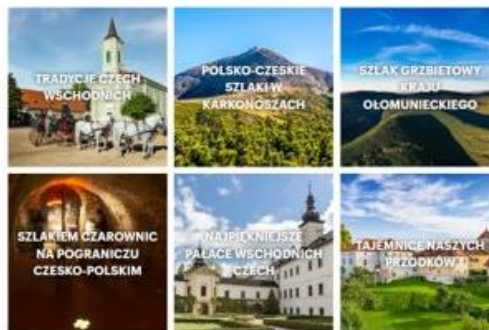 TRADYCJE CZECH
WSCHODNICH
POLSKO-CZESKIE
SZLAKI W
KARKONOSZACH
SZLAK GRZBIETOWY
KRAJU
OŁOMUNIECKIEGO
SZLAKIEM CZAROWNIC
NA POGRANICZU
CZESKO-POLSKIM
NAJPIĘKNIEJSZE
PAŁACE WSCHODNICH
CZECH
TAJEMNICE NASZYCH
PRZODKÓW I